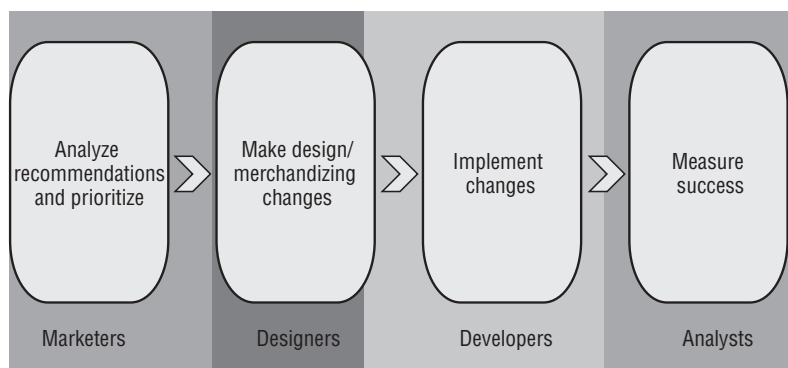 Analyze
recommendations
and prioritize
Make design/
merchandizing
changes
Implement
changes
Measure
success
Marketers
Designers
Developers
Analysts